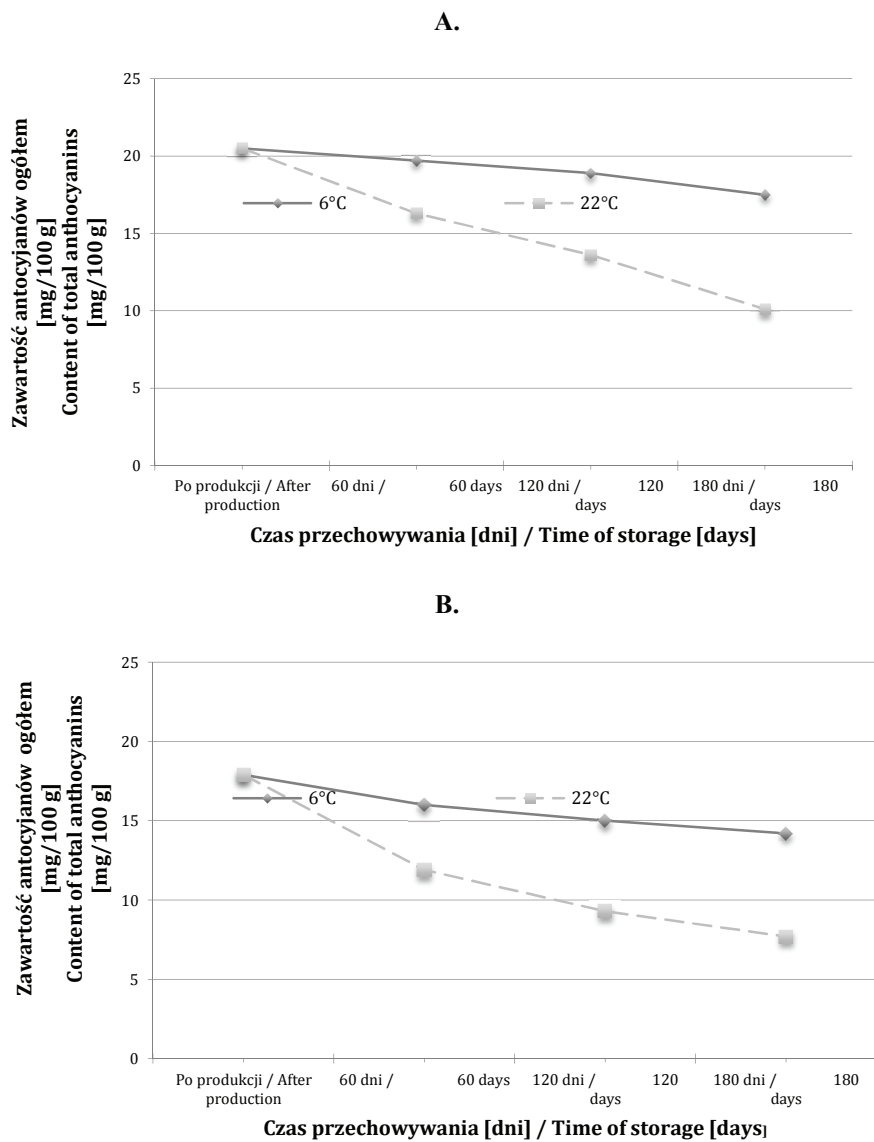 A.
Zawartość antocyjanów ogółem
[mg/100 g]
Content of total anthocyanins
[mg/100 g]
25
20
15
10
5
0
6°C
22°C
Po produkcji / After
production
60 dni / 60 days
120 dni / 120
days
180 dni / 180
days
Czas przechowywania [dni] / Time of storage [days]
B.
Zawartość antocyjanów ogółem
[mg/100 g]
Content of total anthocyanins
[mg/100 g]
25
20
15
10
5
0
6°C
22°C
Po produkcji / After
production
60 dni / 60 days
120 dni / 120
days
180 dni / 180
days
Czas przechowywania [dni] / Time of storage [days]